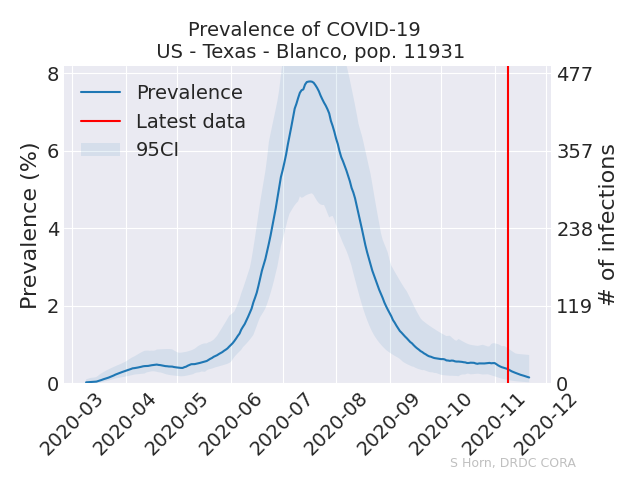 Prevalence of COVID-19
US - Texas - Blanco, pop. 11931
Prevalence
Latest data
95CI
Prevalence (%)
8
6
4
2
0
# of infections
477
357
238
119
0
2020-03
2020-04
2020-05
2020-06
2020-07
2020-08
2020-09
2020-10
2020-11
2020-12
S Horn, DRDC CORA